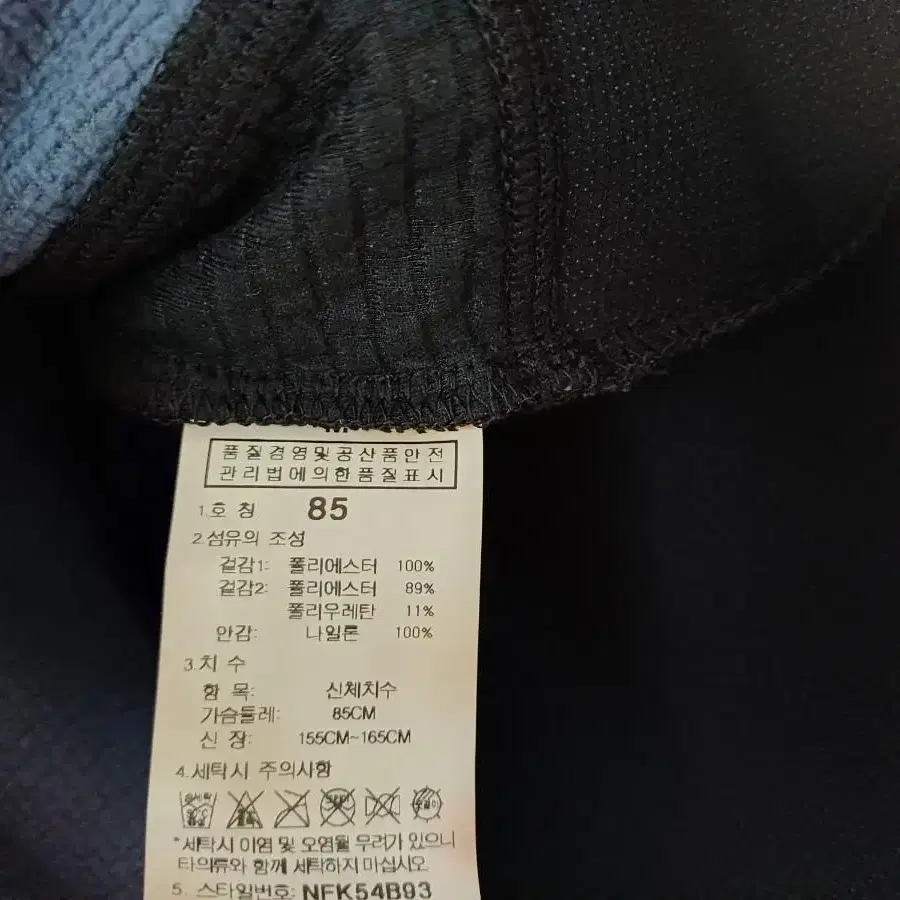 품질경영및공산품안전
관리법에의한품질표시
1.호 칭 85
2.섬유의 조성
겉감1: 폴리에스터 100%
겉감2: 폴리에스터 89%
폴리우레탄 11%
안감: 나일론 100%
3.치 수
항 목: 신체치수
가슴둘레: 85CM
신 장: 155CM~165CM
4.세탁시 주의사항
*세탁시 이염 및 오염될 우려가 있으니
타의류와 함께 세탁하지 마십시오
5. 스타일번호: NFK54B93